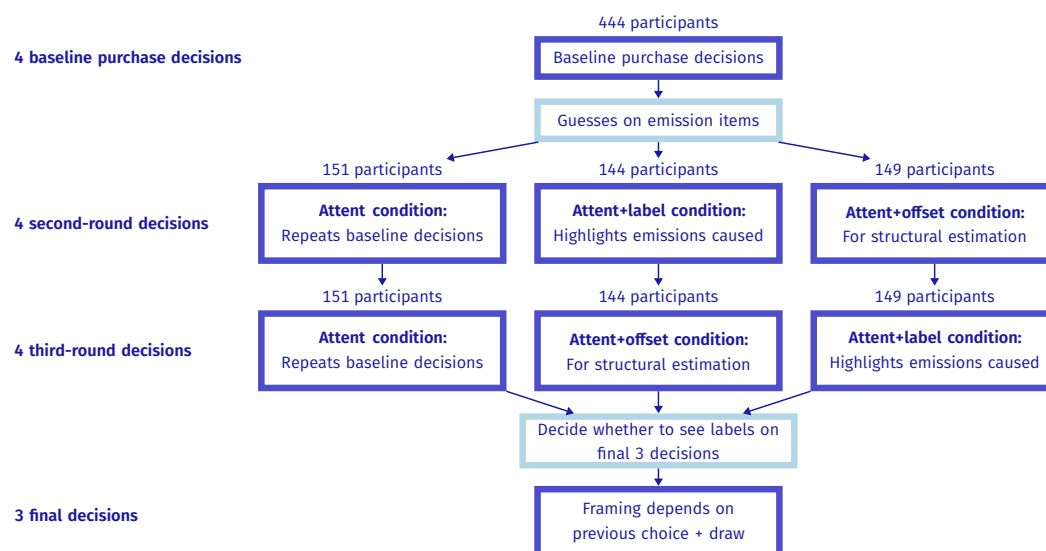 444 participants
4 baseline purchase decisions
Baseline purchase decisions
Guesses on emission items
151 participants
144 participants
149 participants
4 second-round decisions
Attent condition:
Repeats baseline decisions
Attent+label condition:
Highlights emissions caused
Attent+offset condition:
For structural estimation
151 participants
144 participants
149 participants
4 third-round decisions
Attent condition:
Repeats baseline decisions
Attent+offset condition:
For structural estimation
Attent+label condition:
Highlights emissions caused
Decide whether to see labels on
final 3 decisions
3 final decisions
Framing depends on
previous choice + draw